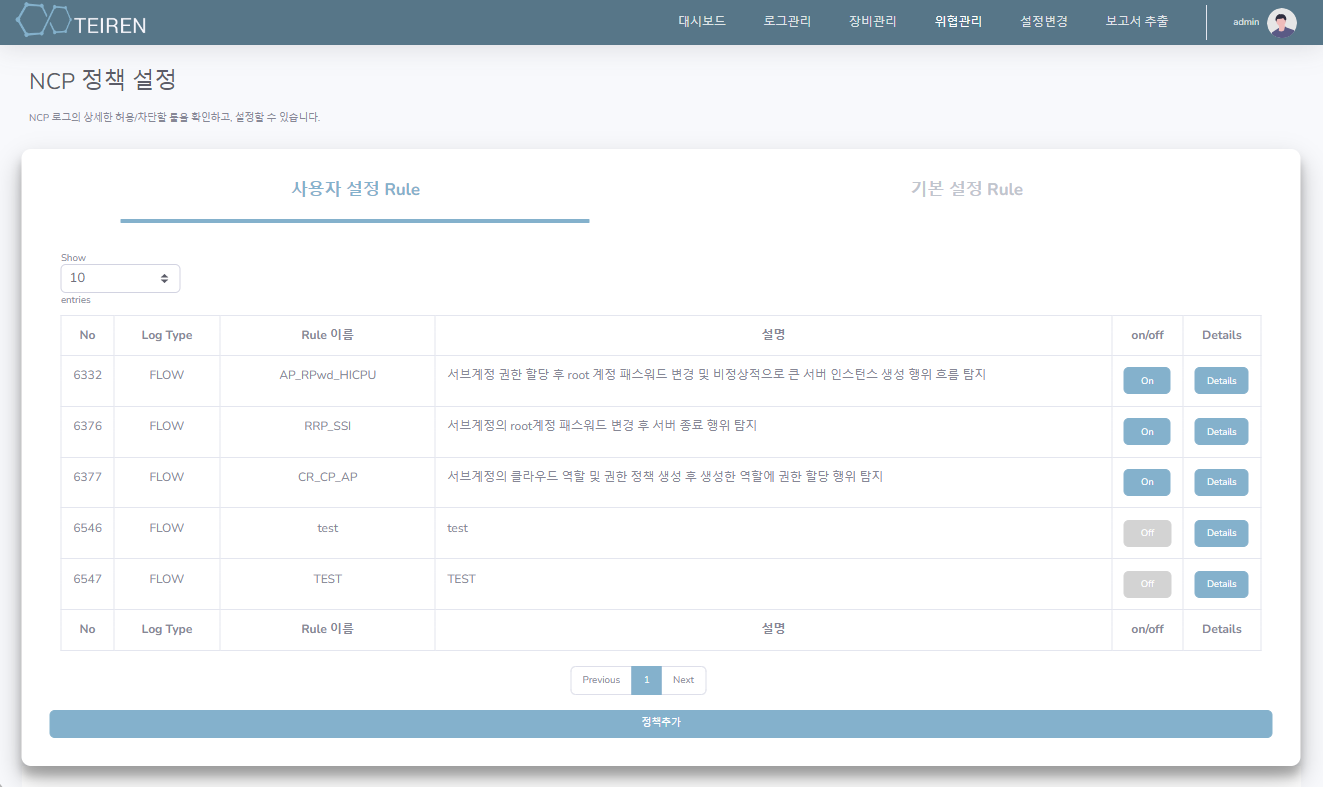 TEIREN
대시보드 로그관리 장비관리 위협관리 설정변경 보고서 추출 admin
NCP 정책 설정
NCP 로그의 상세한 허용/차단할 룰을 확인하고, 설정할 수 있습니다.
사용자 설정 Rule 기본 설정 Rule
Show
10
entries
No Log Type Rule 이름 설명 on/off Details
6332 FLOW AP_RPwd_HICPU 서브계정 권한 할당 후 root 계정 패스워드 변경 및 비정상적으로 큰 서버 인스턴스 생성 행위 흐름 탐지 On Details
6376 FLOW RRP_SSI 서브계정의 root계정 패스워드 변경 후 서버 종료 행위 탐지 On Details
6377 FLOW CR_CP_AP 서브계정의 클라우드 역할 및 권한 정책 생성 후 생성한 역할에 권한 할당 행위 탐지 On Details
6546 FLOW test test Off Details
6547 FLOW TEST TEST Off Details
No Log Type Rule 이름 설명 on/off Details
Previous 1 Next
정책추가